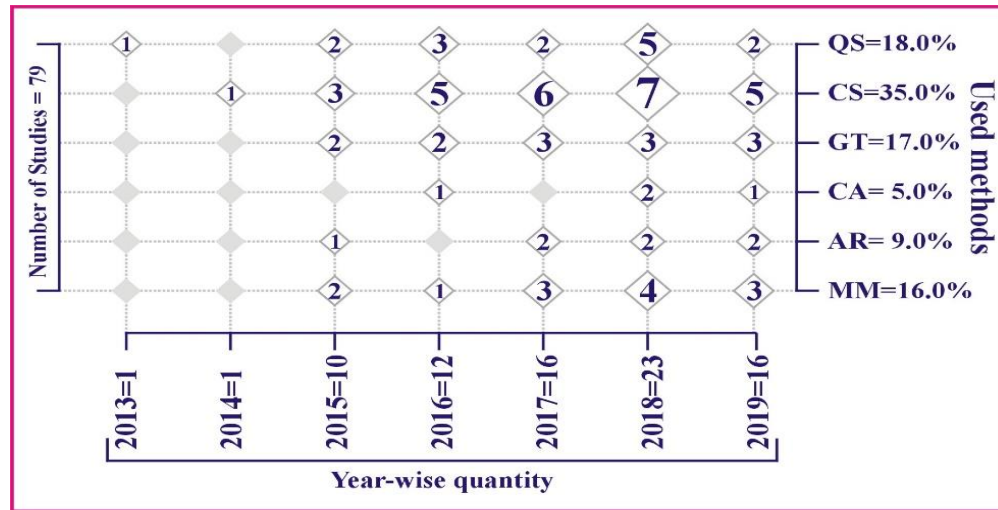 Number of Studies = 79
1 2 3 2 5 2 QS=18.0%
1 3 5 6 7 5 CS=35.0%
2 2 3 3 3 GT=17.0%
1 2 1 CA= 5.0%
1 2 2 2 AR= 9.0%
2 1 3 4 3 MM=16.0%
Used methods
2013=1
2014=1
2015=10
2016=12
2017=16
2018=23
2019=16
Year-wise quantity